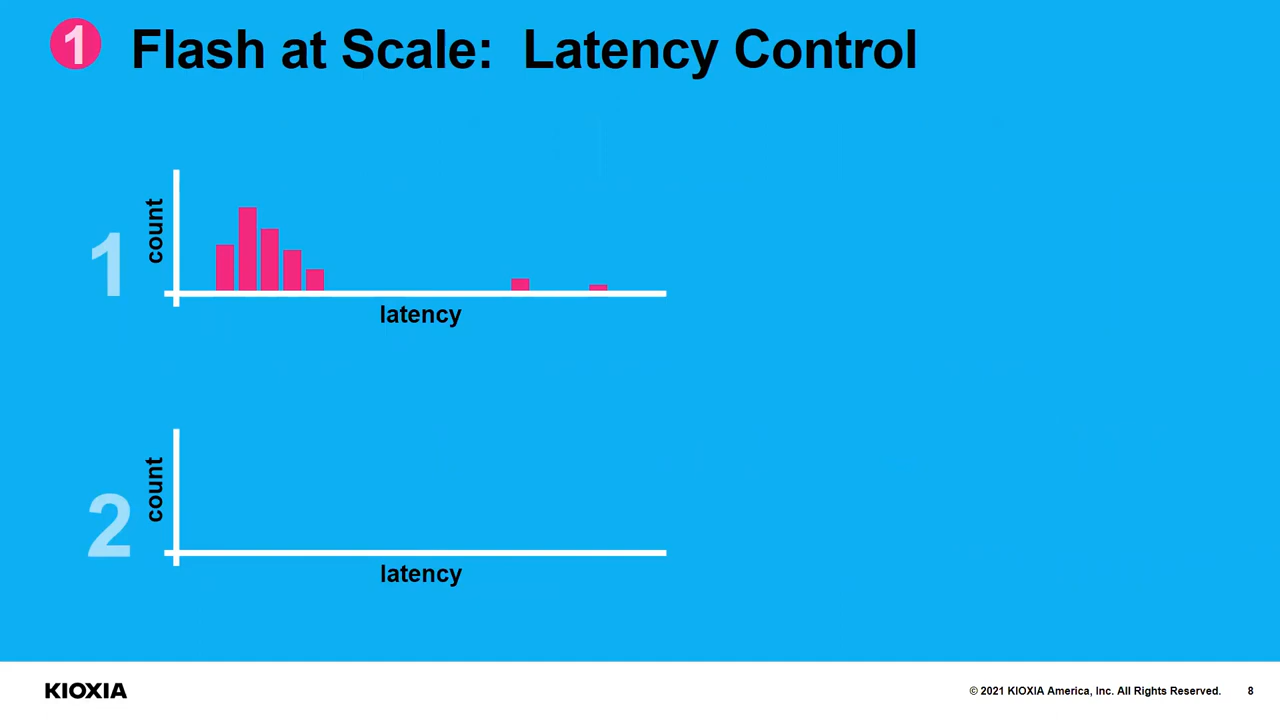 1 Flash at Scale: Latency Control
1
count
latency
2
count
latency
KIOXIA
© 2021 KIOXIA America, Inc. All Rights Reserved. 8